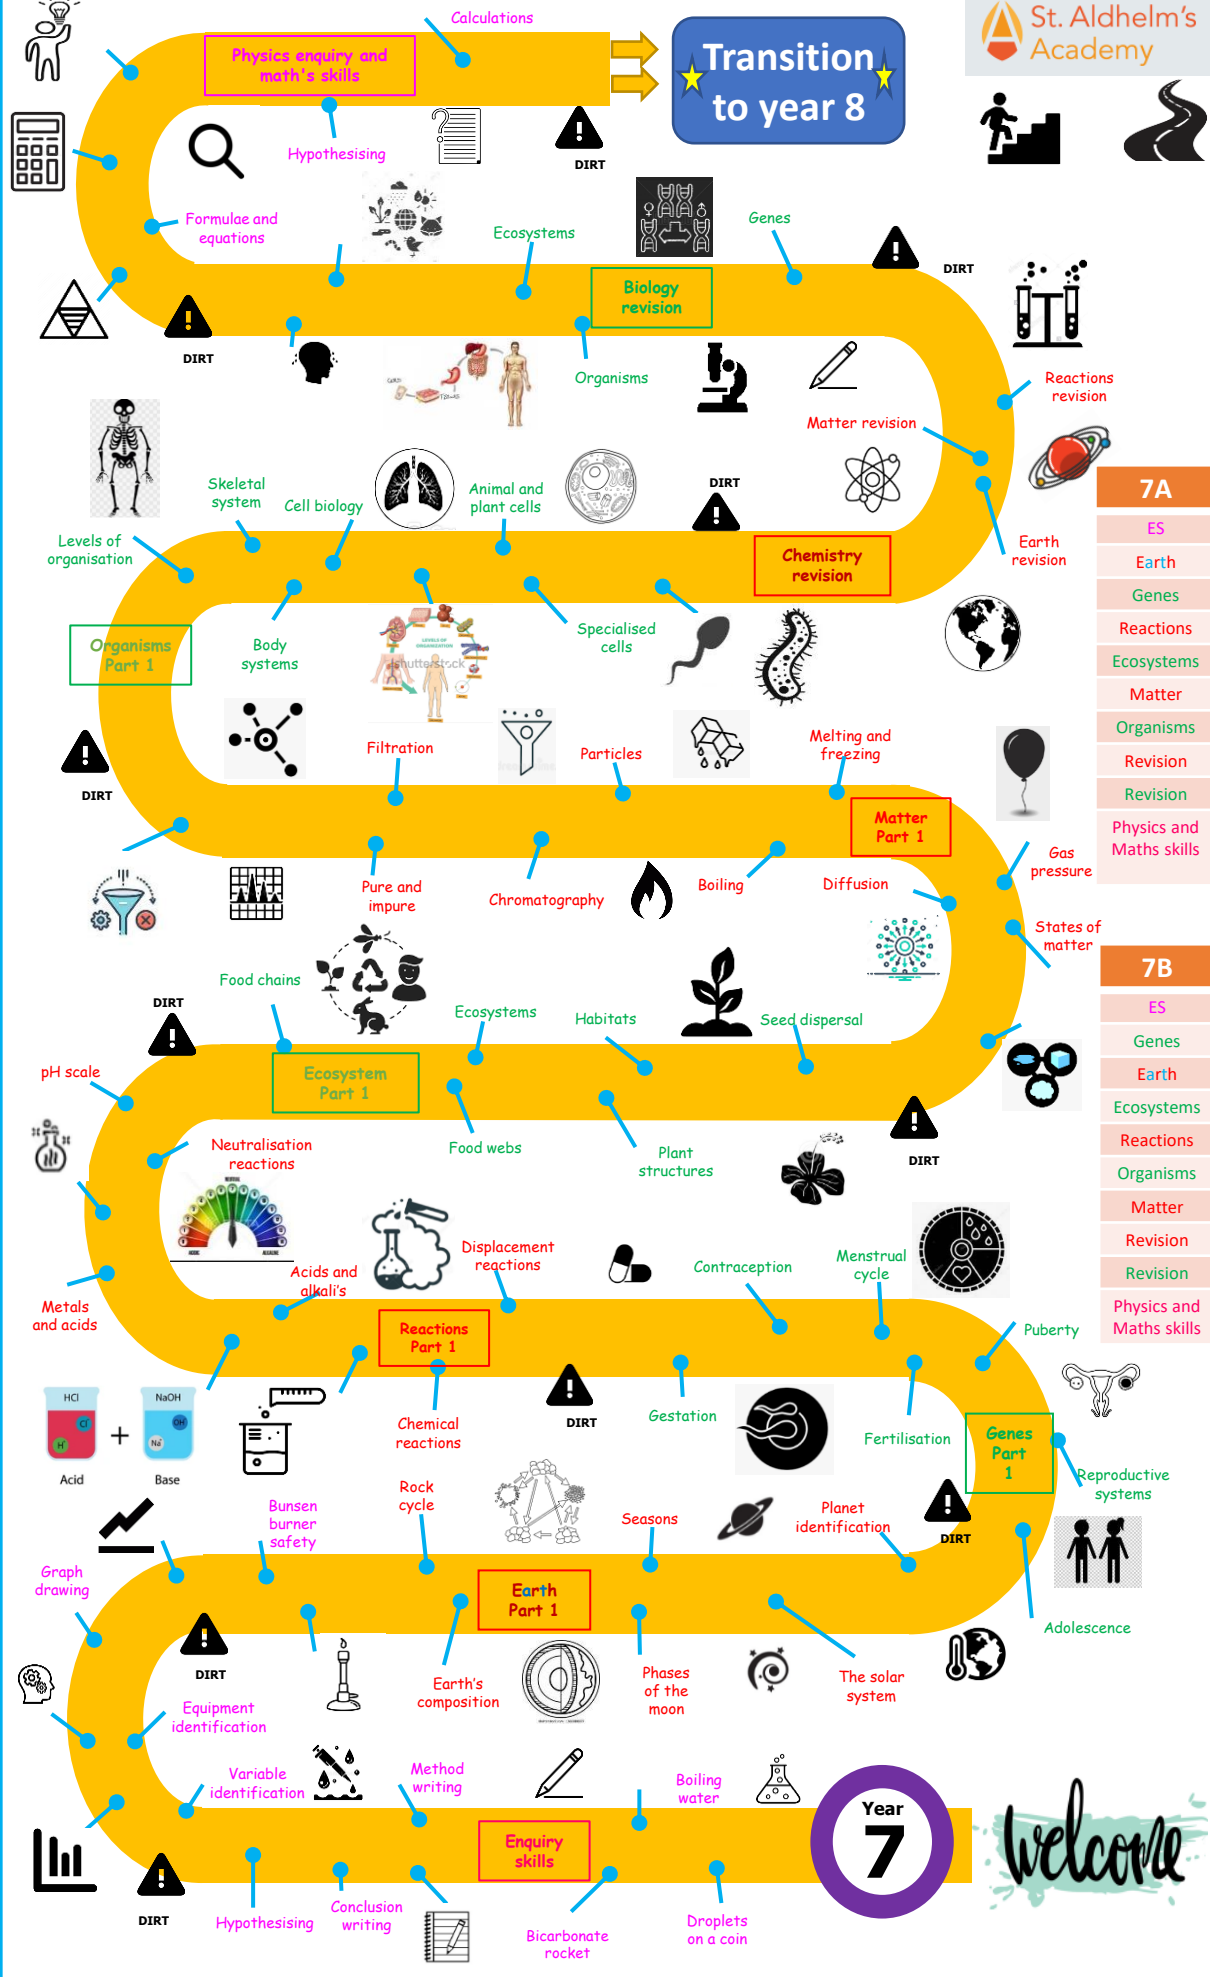 Calculations
St. Aldhelm's
Academy
Physics enquiry and
math's skills
Transition
to year 8
Hypothesising
DIRT
Formulae and
equations
Ecosystems
Genes
DIRT
Biology
revision
DIRT
Organisms
Reactions
revision
Matter revision
Skeletal
system
Cell biology
Animal and
plant cells
DIRT
7A
ES
Earth
Genes
Reactions
Ecosystems
Matter
Organisms
Revision
Revision
Physics and
Maths skills
Levels of
organisation
Chemistry
revision
Earth
revision
Organisms
Part 1
Body
systems
Specialised
cells
LEVELS OF
ORGANIZATION
shutterstock
DIRT
Filtration
Particles
Melting and
freezing
Matter
Part 1
Gas
pressure
Pure and
impure
Chromatography
Boiling
Diffusion
States of
matter
7B
ES
Genes
Earth
Ecosystems
Reactions
Organisms
Matter
Revision
Revision
Physics and
Maths skills
Food chains
DIRT
Ecosystems
Habitats
Seed dispersal
pH scale
Ecosystem
Part 1
Neutralisation
reactions
Food webs
Plant
structures
DIRT
NEUTRAL
ACIDIC
ALKALINE
Acids and
alkali's
Displacement
reactions
Contraception
Menstrual
cycle
Metals
and acids
Reactions
Part 1
Puberty
HCl
Cl
H
+
NaOH
OH
Na
Acid
Base
Chemical
reactions
DIRT
Gestation
Fertilisation
Genes
Part
1
Reproductive
systems
Rock
cycle
Bunsen
burner
safety
Seasons
Planet
identification
DIRT
Graph
drawing
Earth
Part 1
Adolescence
DIRT
Earth's
composition
Phases
of the
moon
The solar
system
Equipment
identification
Variable
identification
Method
writing
Boiling
water
Year
7
welcome
Enquiry
skills
DIRT
Hypothesising
Conclusion
writing
Bicarbonate
rocket
Droplets
on a coin